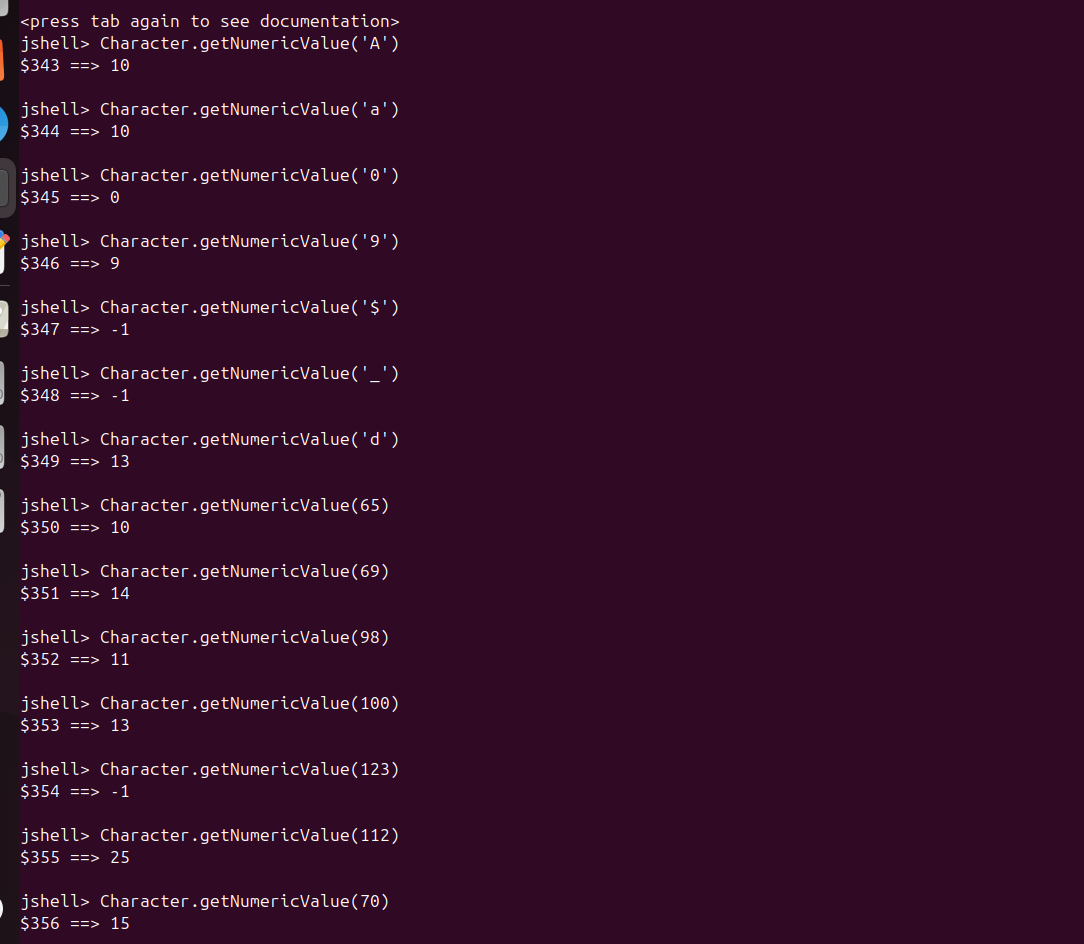 <press tab again to see documentation>
jshell> Character.getNumericValue('A')
$343 ==> 10
jshell> Character.getNumericValue('a')
$344 ==> 10
jshell> Character.getNumericValue('0')
$345 ==> 0
jshell> Character.getNumericValue('9')
$346 ==> 9
jshell> Character.getNumericValue('$')
$347 ==> -1
jshell> Character.getNumericValue('_')
$348 ==> -1
jshell> Character.getNumericValue('d')
$349 ==> 13
jshell> Character.getNumericValue(65)
$350 ==> 10
jshell> Character.getNumericValue(69)
$351 ==> 14
jshell> Character.getNumericValue(98)
$352 ==> 11
jshell> Character.getNumericValue(100)
$353 ==> 13
jshell> Character.getNumericValue(123)
$354 ==> -1
jshell> Character.getNumericValue(112)
$355 ==> 25
jshell> Character.getNumericValue(70)
$356 ==> 15